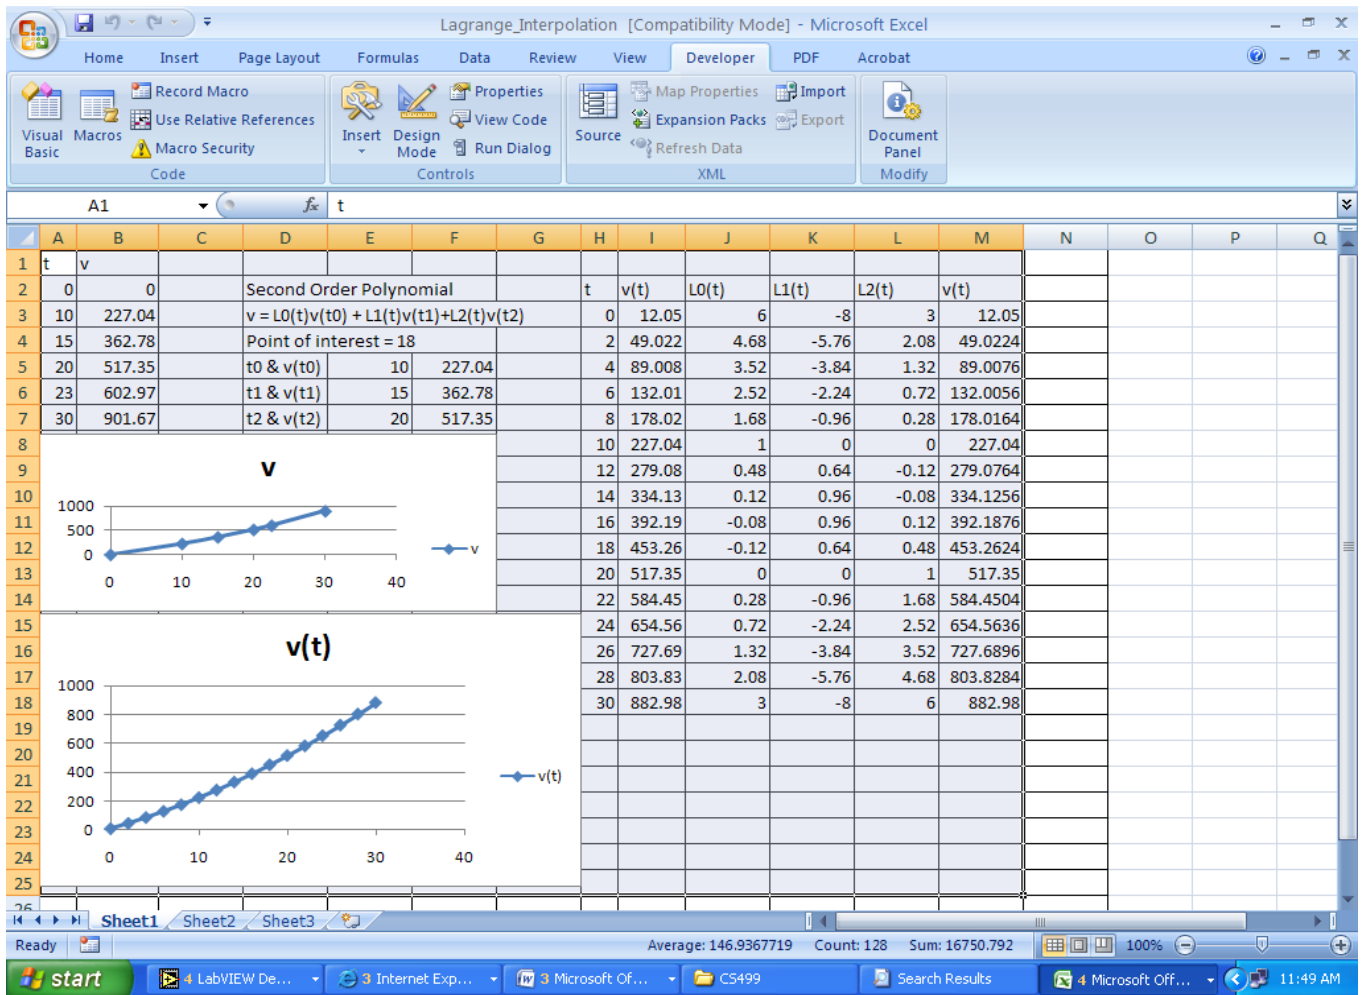 Lagrange_Interpolation [Compatibility Mode] - Microsoft Excel
Home Insert Page Layout Formulas Data Review View Developer PDF Acrobat
Visual Basic
Macros
Record Macro
Use Relative References
Macro Security
Code
Insert
Design Mode
Properties
View Code
Run Dialog
Controls
Source
Map Properties
Expansion Packs
Refresh Data
Import
Export
XML
Document Panel
Modify
A1 fx t
A B C D E F G H I J K L M N O P Q
1 t v
2 0 0 Second Order Polynomial t v(t) L0(t) L1(t) L2(t) v(t)
3 10 227.04 v = L0(t)v(t0) + L1(t)v(t1)+L2(t)v(t2) 0 12.05 6 -8 3 12.05
4 15 362.78 Point of interest = 18 2 49.022 4.68 -5.76 2.08 49.0224
5 20 517.35 t0 & v(t0) 10 227.04 4 89.008 3.52 -3.84 1.32 89.0076
6 23 602.97 t1 & v(t1) 15 362.78 6 132.01 2.52 -2.24 0.72 132.0056
7 30 901.67 t2 & v(t2) 20 517.35 8 178.02 1.68 -0.96 0.28 178.0164
8 10 227.04 1 0 0 227.04
9 12 279.08 0.48 0.64 -0.12 279.0764
10 14 334.13 0.12 0.96 -0.08 334.1256
11 16 392.19 -0.08 0.96 0.12 392.1876
12 18 453.26 -0.12 0.64 0.48 453.2624
13 20 517.35 0 0 1 517.35
14 22 584.45 0.28 -0.96 1.68 584.4504
15 24 654.56 0.72 -2.24 2.52 654.5636
16 26 727.69 1.32 -3.84 3.52 727.6896
17 28 803.83 2.08 -5.76 4.68 803.8284
18 30 882.98 3 -8 6 882.98
19
20
21
22
23
24
25
26
v
1000
500
0
0 10 20 30 40
v
v(t)
1000
800
600
400
200
0
0 10 20 30 40
v(t)
Sheet1 Sheet2 Sheet3
Ready Average: 146.9367719 Count: 128 Sum: 16750.792 100%
start 4 LabVIEW De... 3 Internet Exp... 3 Microsoft Of... CS499 Search Results 4 Microsoft Off... 11:49 AM